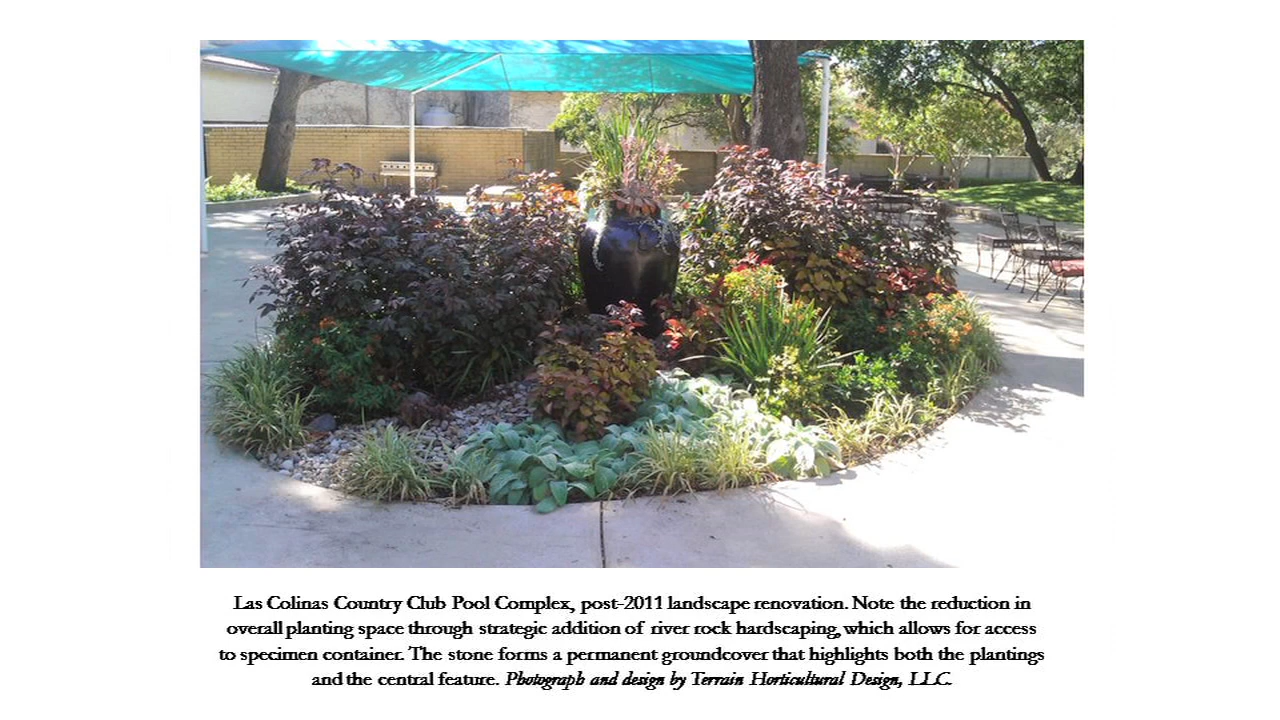 Las Colinas Country Club Pool Complex, post-2011 landscape renovation. Note the reduction in
overall planting space through strategic addition of river rock hardscaping, which allows for access
to specimen container. The stone forms a permanent groundcover that highlights both the plantings
and the central feature. Photograph and design by Terrain Horticultural Design, LLC.